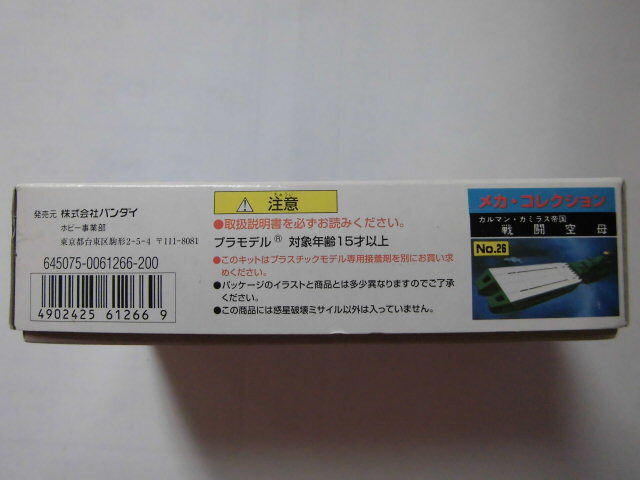 発売元 株式会社バンダイ
ホビー事業部
東京都台東区駒形2-5-4 〒111-8081
645075-0061266-200
4902425 61266 9
ちゅうい
注意
●取扱説明書を必ずお読みください。
プラモデル® 対象年齢15才以上
●このキットはプラスチックモデル専用接着剤を別にお買い求
めください。
●パッケージのイラストと商品とは多少異なりますのでご了承
ください。
●この商品には惑星破壊ミサイル以外は入っていません。
メカ・コレクション
カルマン・カミラス帝国
戦闘空母
No.26